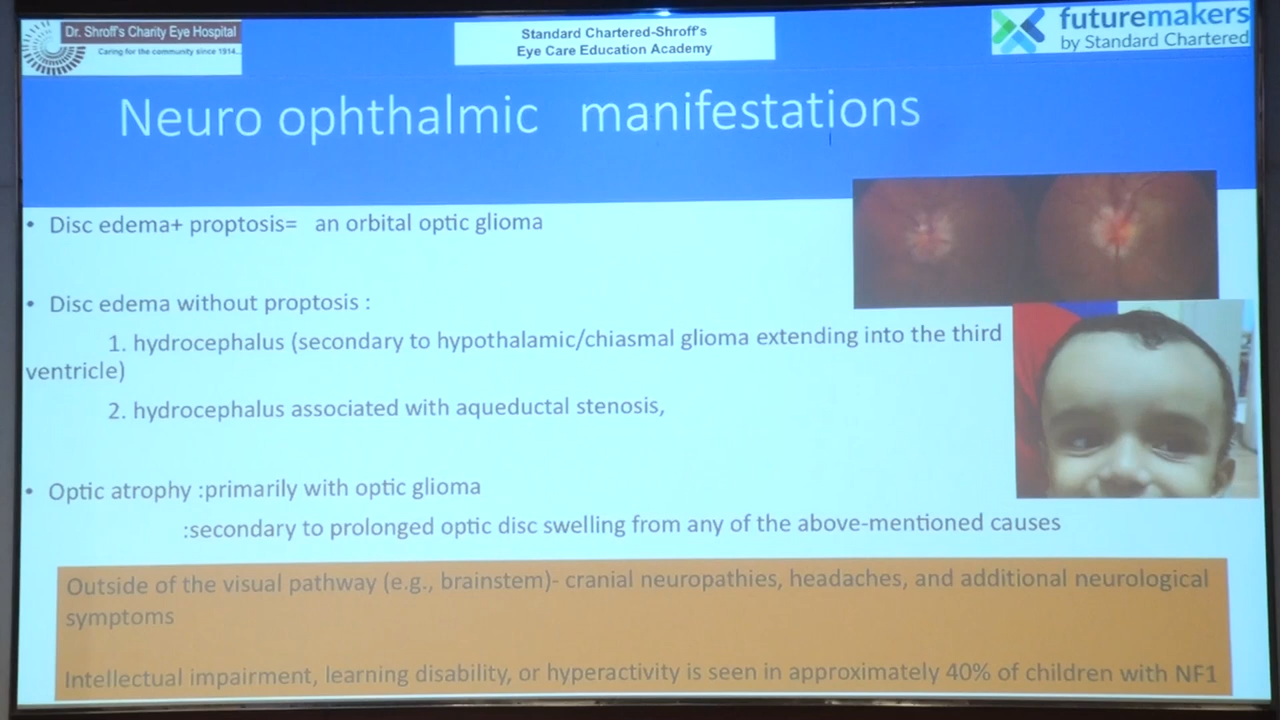 Dr. Shroff's Charity Eye Hospital
Caring for the community since 1914...
Standard Chartered-Shroff's
Eye Care Education Academy
futuremakers
by Standard Chartered
Neuro ophthalmic manifestations
• Disc edema+ proptosis= an orbital optic glioma
• Disc edema without proptosis :
1. hydrocephalus (secondary to hypothalamic/chiasmal glioma extending into the third
ventricle)
2. hydrocephalus associated with aqueductal stenosis,
• Optic atrophy :primarily with optic glioma
:secondary to prolonged optic disc swelling from any of the above-mentioned causes
Outside of the visual pathway (e.g., brainstem)- cranial neuropathies, headaches, and additional neurological
symptoms
Intellectual impairment, learning disability, or hyperactivity is seen in approximately 40% of children with NF1